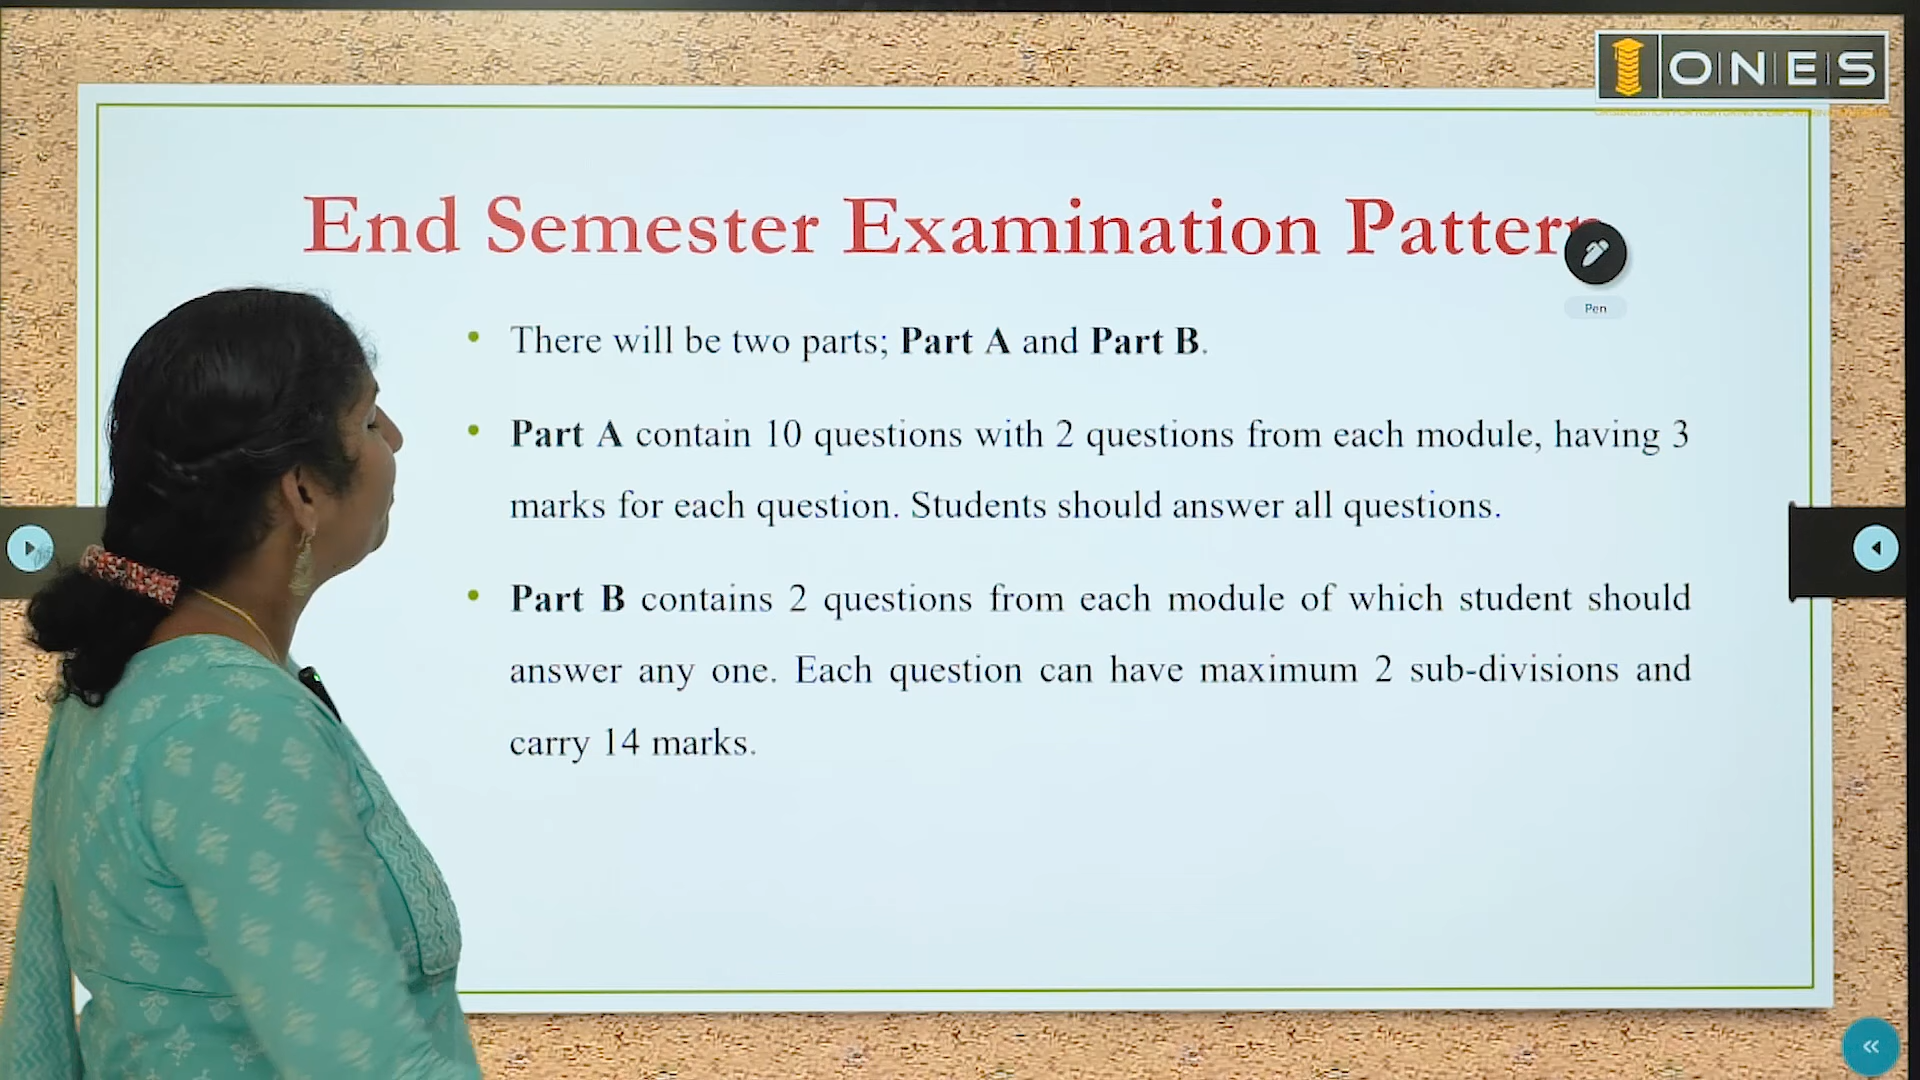 ONES
End Semester Examination Pattern
Pen
• There will be two parts; Part A and Part B.
• Part A contain 10 questions with 2 questions from each module, having 3
marks for each question. Students should answer all questions.
• Part B contains 2 questions from each module of which student should
answer any one. Each question can have maximum 2 sub-divisions and
carry 14 marks.